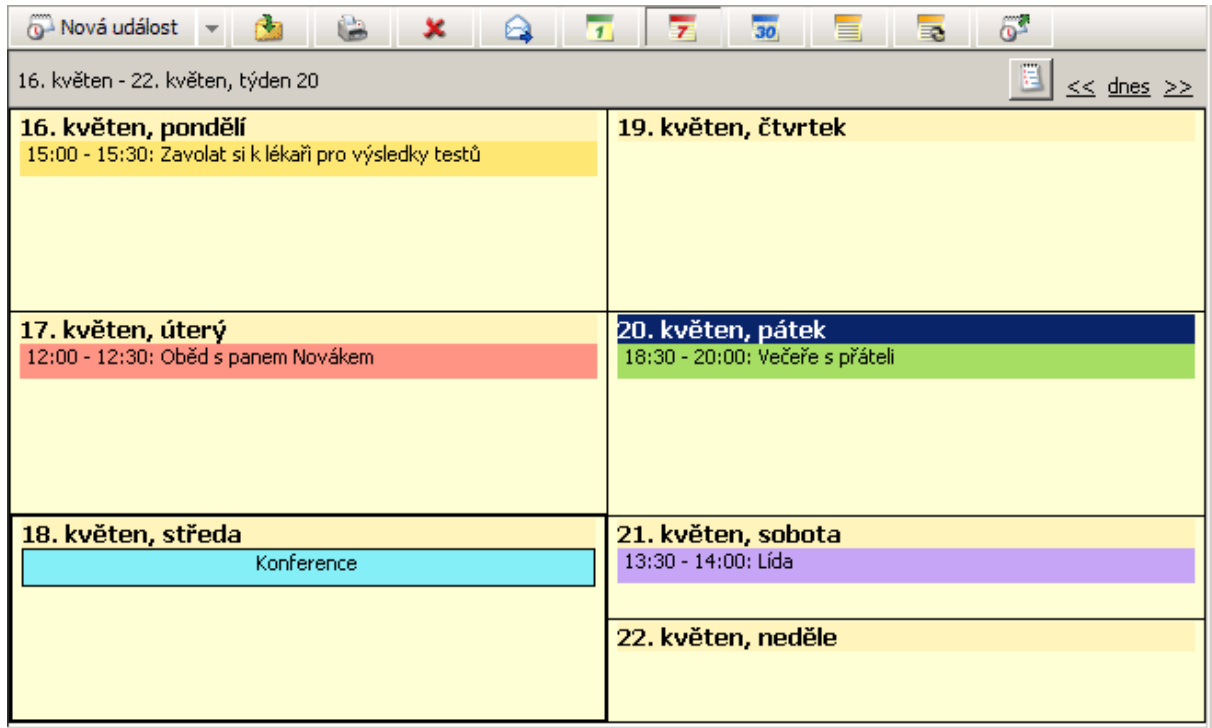 Nová událost
1
7
30
16. květen - 22. květen, týden 20
<< dnes >>
16. květen, pondělí
15:00 - 15:30: Zavolat si k lékaři pro výsledky testů
17. květen, úterý
12:00 - 12:30: Oběd s panem Novákem
18. květen, středa
Konference
19. květen, čtvrtek
20. květen, pátek
18:30 - 20:00: Večeře s přáteli
21. květen, sobota
13:30 - 14:00: Lída
22. květen, neděle